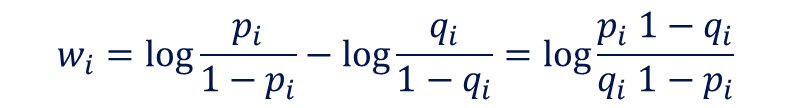 w_i = log p_i / 1 − p_i − log q_i / 1 − q_i = log p_i 1 − q_i / q_i 1 − p_i